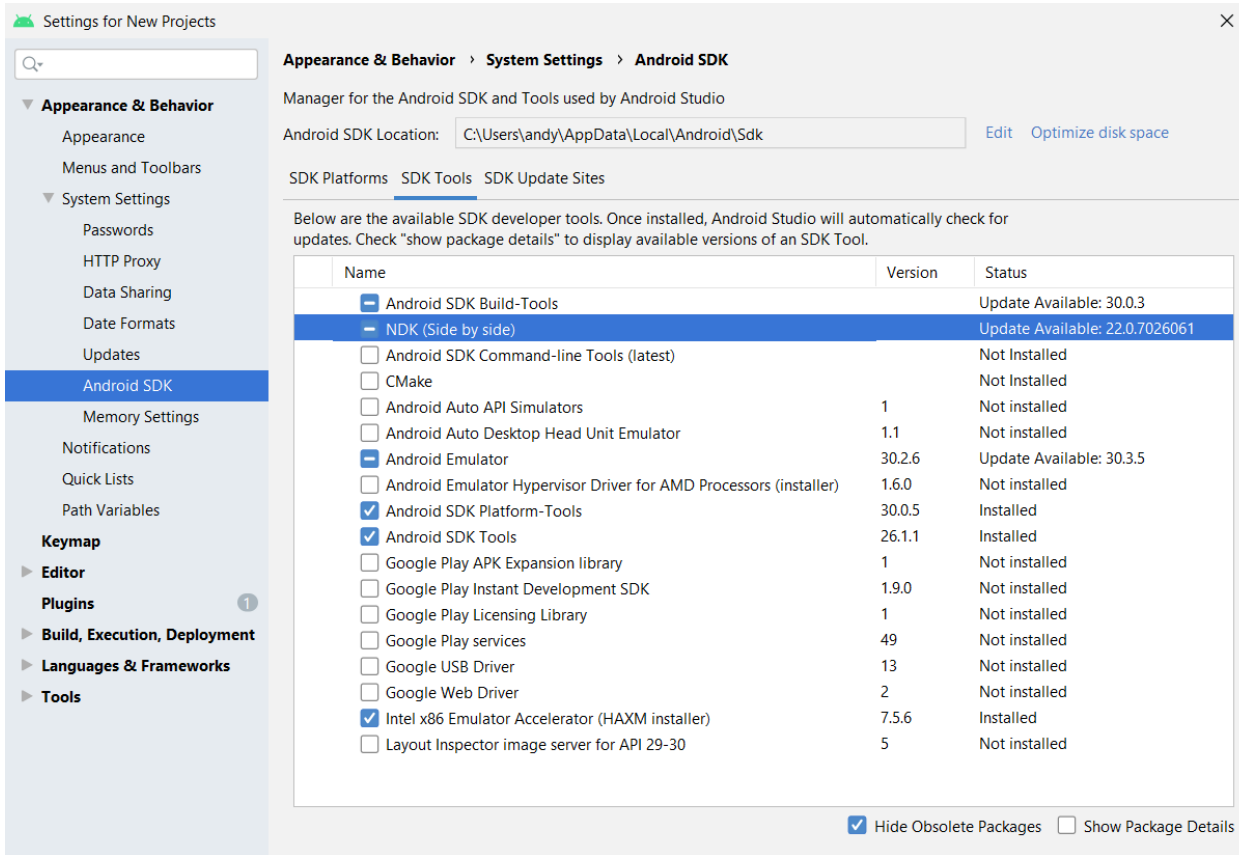 Settings for New Projects
Appearance & Behavior
Appearance
Menus and Toolbars
System Settings
Passwords
HTTP Proxy
Data Sharing
Date Formats
Updates
Android SDK
Memory Settings
Notifications
Quick Lists
Path Variables
Keymap
Editor
Plugins 1
Build, Execution, Deployment
Languages & Frameworks
Tools
Appearance & Behavior › System Settings › Android SDK
Manager for the Android SDK and Tools used by Android Studio
Android SDK Location: C:\Users\andy\AppData\Local\Android\Sdk Edit Optimize disk space
SDK Platforms SDK Tools SDK Update Sites
Below are the available SDK developer tools. Once installed, Android Studio will automatically check for
updates. Check "show package details" to display available versions of an SDK Tool.
Name Version Status
Android SDK Build-Tools Update Available: 30.0.3
NDK (Side by side) Update Available: 22.0.7026061
Android SDK Command-line Tools (latest) Not Installed
CMake Not Installed
Android Auto API Simulators 1 Not installed
Android Auto Desktop Head Unit Emulator 1.1 Not installed
Android Emulator 30.2.6 Update Available: 30.3.5
Android Emulator Hypervisor Driver for AMD Processors (installer) 1.6.0 Not installed
Android SDK Platform-Tools 30.0.5 Installed
Android SDK Tools 26.1.1 Installed
Google Play APK Expansion library 1 Not installed
Google Play Instant Development SDK 1.9.0 Not installed
Google Play Licensing Library 1 Not installed
Google Play services 49 Not installed
Google USB Driver 13 Not installed
Google Web Driver 2 Not installed
Intel x86 Emulator Accelerator (HAXM installer) 7.5.6 Installed
Layout Inspector image server for API 29-30 5 Not installed
Hide Obsolete Packages Show Package Details